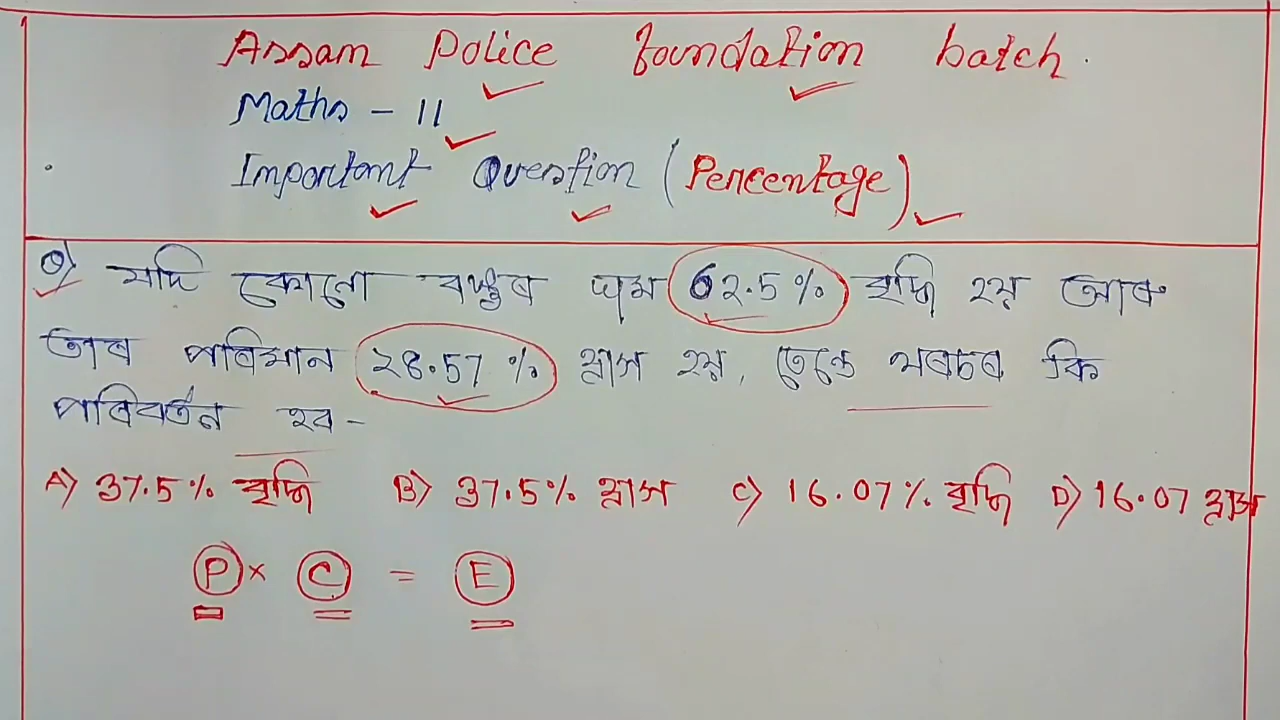 Assam Police foundation batch.
Maths - 11
Important Question (Percentage)
Q) যদি কোনো বস্তুৰ দাম 62.5% বৃদ্ধি হয় আৰু
তাৰ পৰিমান 28.57% হ্রাস হয়, তেন্তে খৰচৰ কি
পৰিবৰ্তন হব -
A) 37.5% বৃদ্ধি B) 37.5% হ্রাস C) 16.07% বৃদ্ধি D) 16.07 হ্রাস
P × C = E